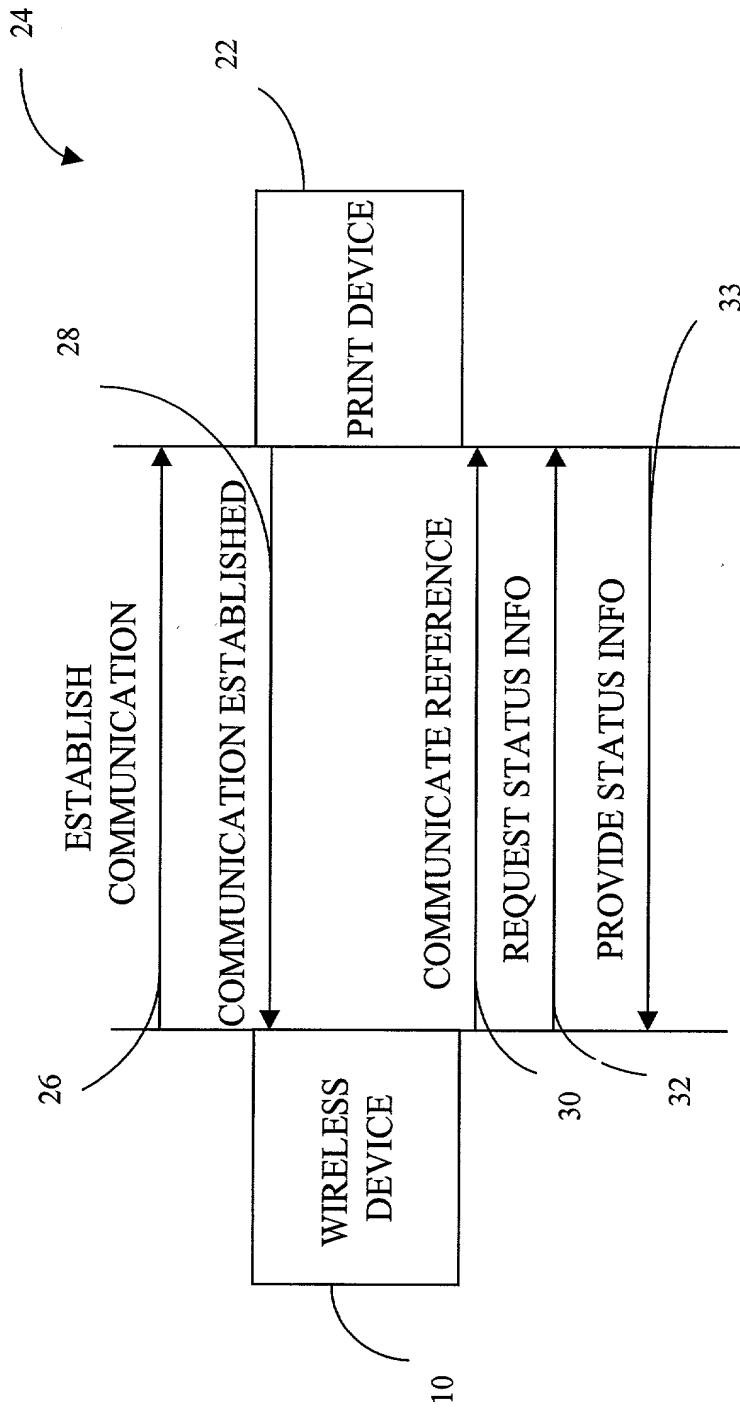 24
22
28
33
ESTABLISH
COMMUNICATION
COMMUNICATION ESTABLISHED
PRINT DEVICE
COMMUNICATE REFERENCE
REQUEST STATUS INFO
PROVIDE STATUS INFO
26
WIRELESS
DEVICE
30
32
10